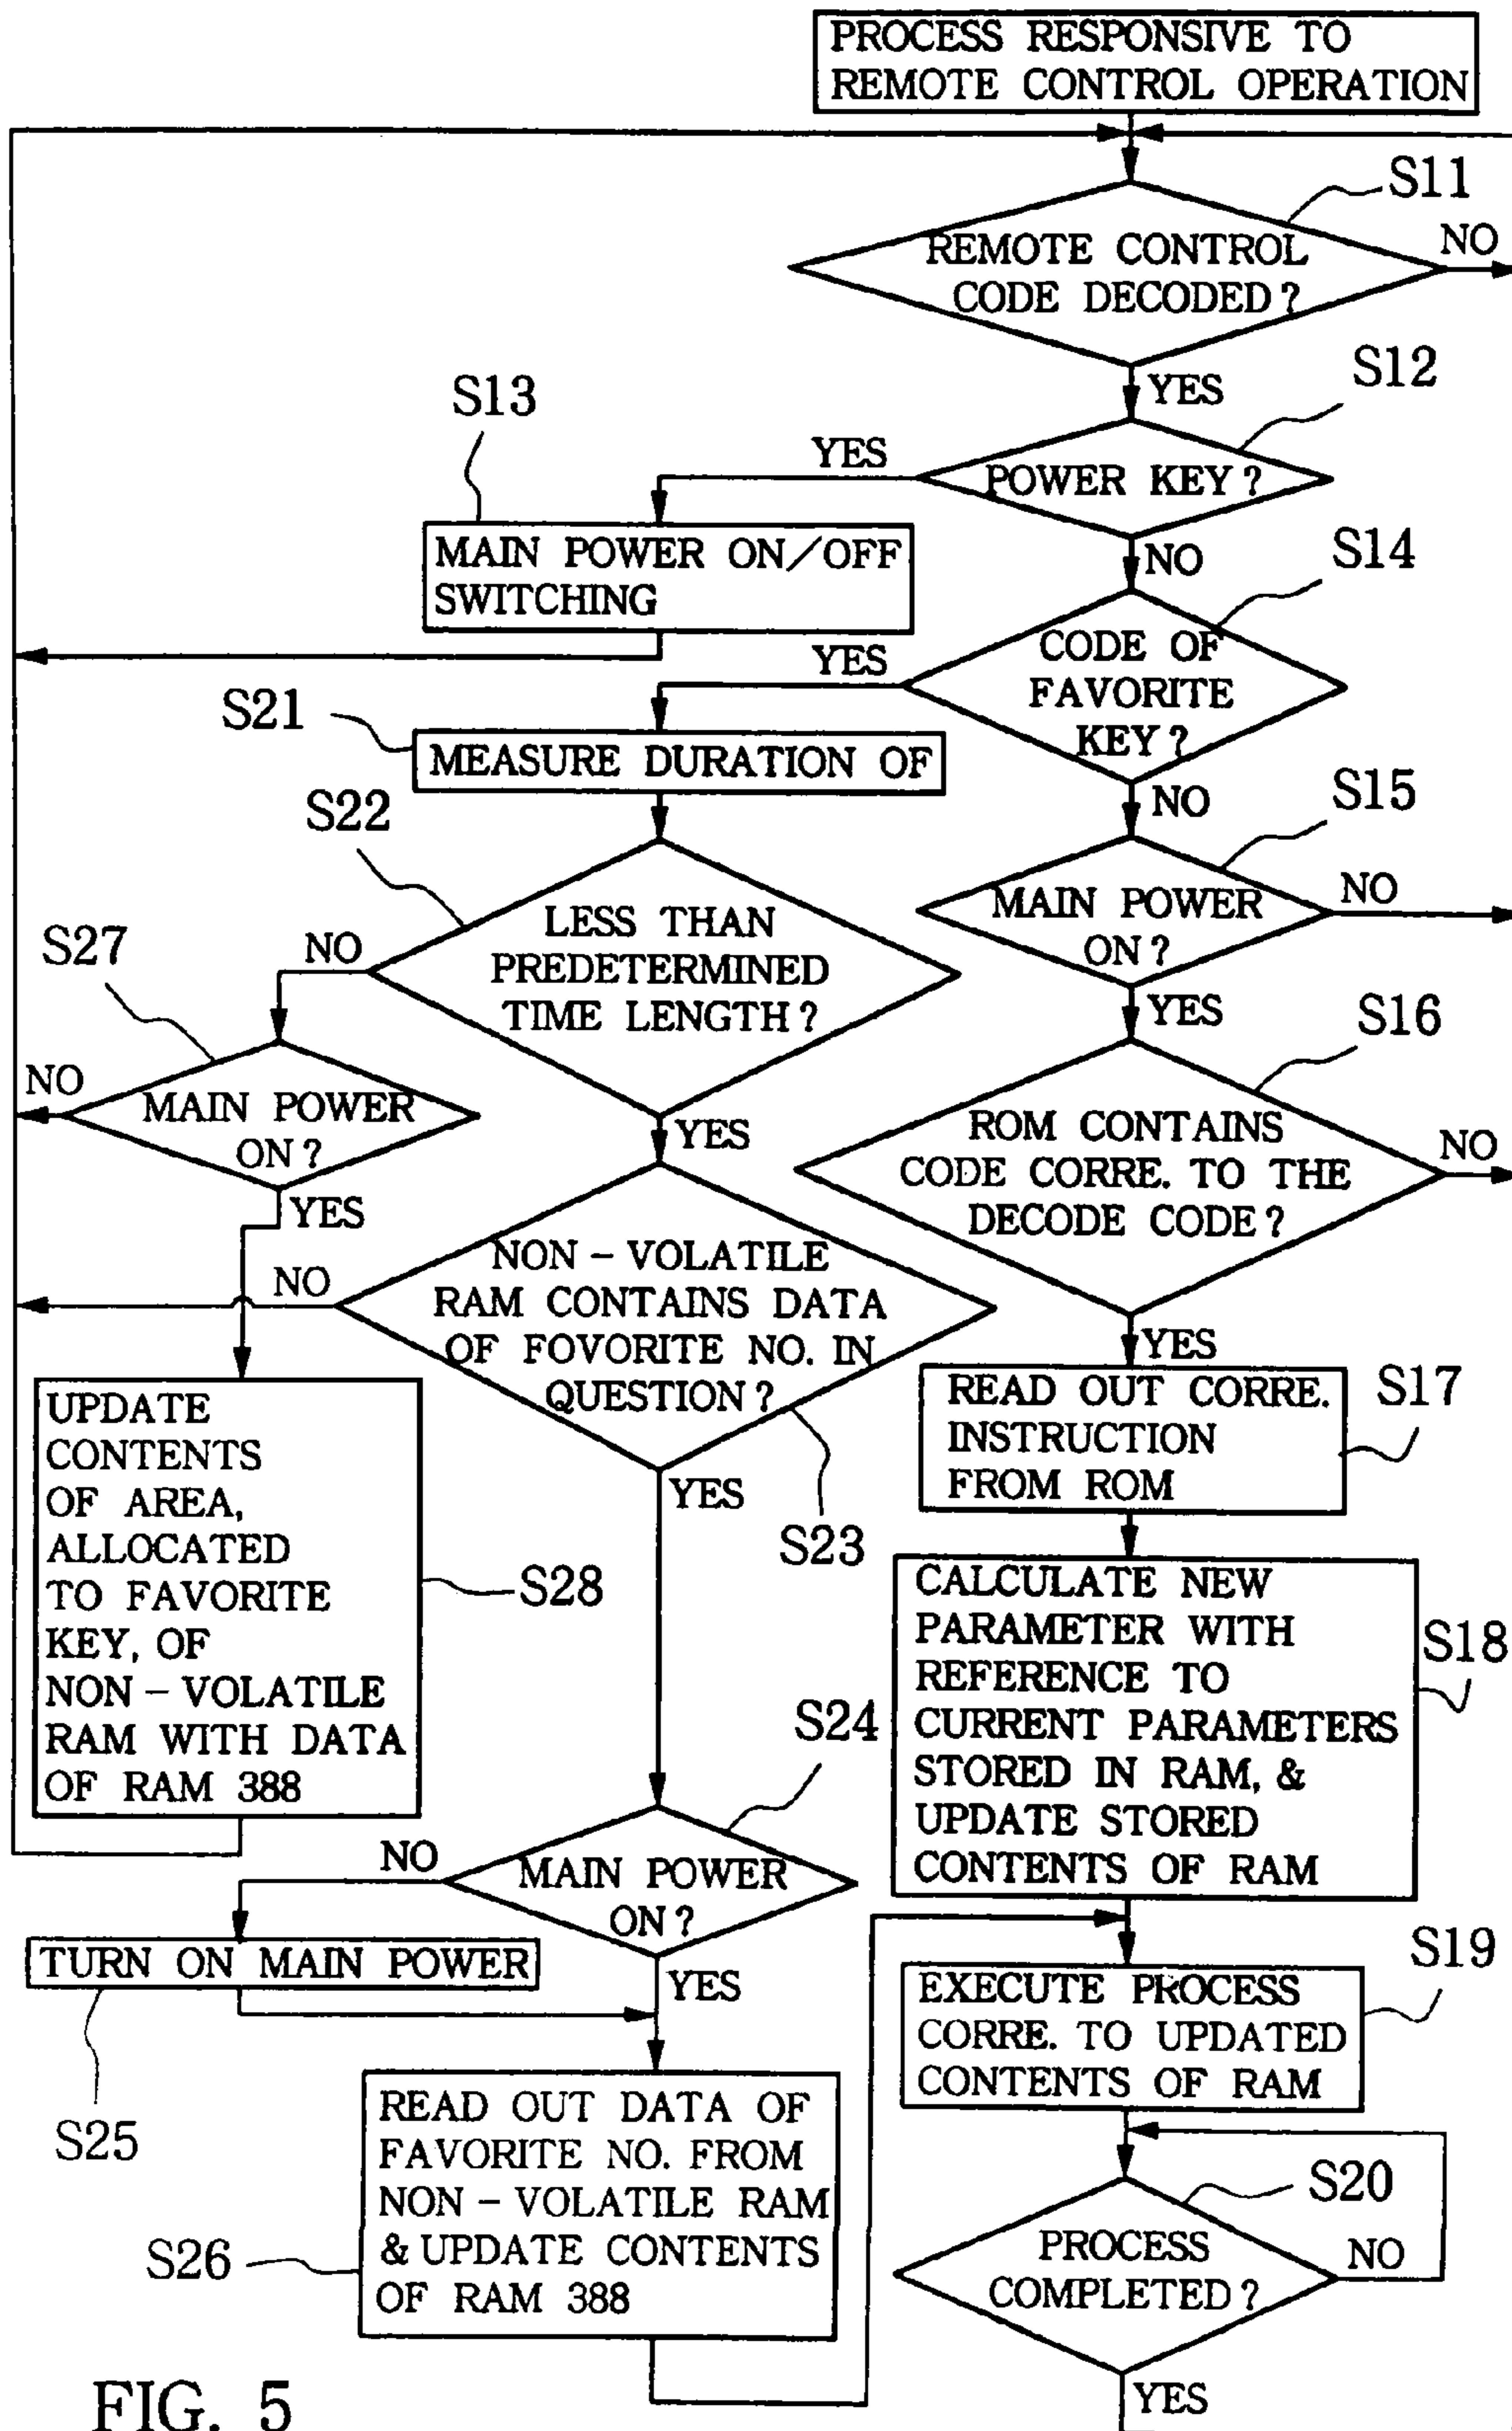 PROCESS RESPONSIVE TO
REMOTE CONTROL OPERATION
S11
REMOTE CONTROL
CODE DECODED?
NO
YES
S12
S13
YES
POWER KEY?
MAIN POWER ON/OFF
SWITCHING
NO
S14
YES
CODE OF
FAVORITE
KEY?
S21
MEASURE DURATION OF
NO
S15
S22
MAIN POWER
ON?
NO
LESS THAN
PREDETERMINED
TIME LENGTH?
S27
NO
YES
S16
NO
MAIN POWER
ON?
YES
ROM CONTAINS
CODE CORRE. TO THE
DECODE CODE?
NO
YES
NO
NON-VOLATILE
RAM CONTAINS DATA
OF FOVORITE NO. IN
QUESTION?
YES
S17
READ OUT CORRE.
INSTRUCTION
FROM ROM
UPDATE
CONTENTS
OF AREA,
ALLOCATED
TO FAVORITE
KEY, OF
NON-VOLATILE
RAM WITH DATA
OF RAM 388
S28
YES
S23
CALCULATE NEW
PARAMETER WITH
REFERENCE TO
CURRENT PARAMETERS
STORED IN RAM, &
UPDATE STORED
CONTENTS OF RAM
S18
S24
NO
MAIN POWER
ON?
TURN ON MAIN POWER
YES
S19
EXECUTE PROCESS
CORRE. TO UPDATED
CONTENTS OF RAM
S25
READ OUT DATA OF
FAVORITE NO. FROM
NON-VOLATILE RAM
& UPDATE CONTENTS
OF RAM 388
S26
S20
PROCESS
COMPLETED?
NO
YES
FIG. 5